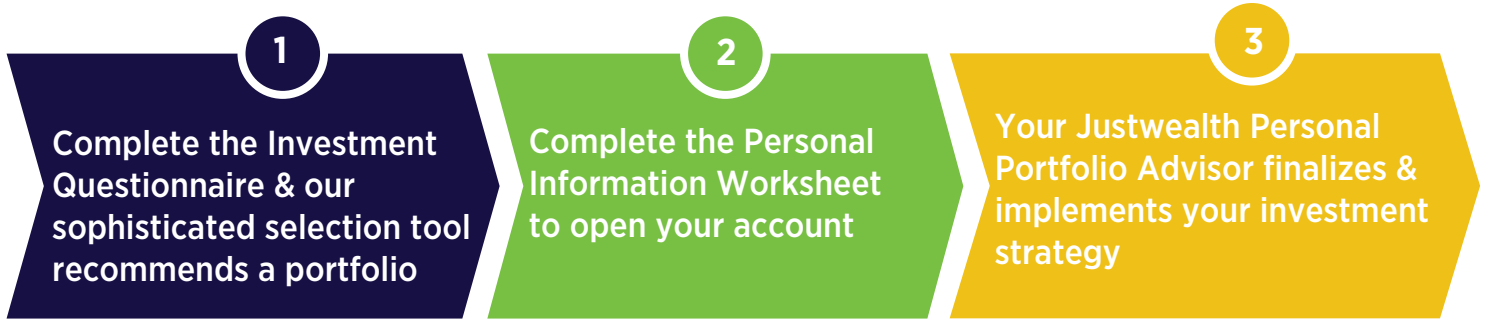 1
Complete the Investment
Questionnaire & our
sophisticated selection tool
recommends a portfolio
2
Complete the Personal
Information Worksheet
to open your account
3
Your Justwealth Personal
Portfolio Advisor finalizes &
implements your investment
strategy